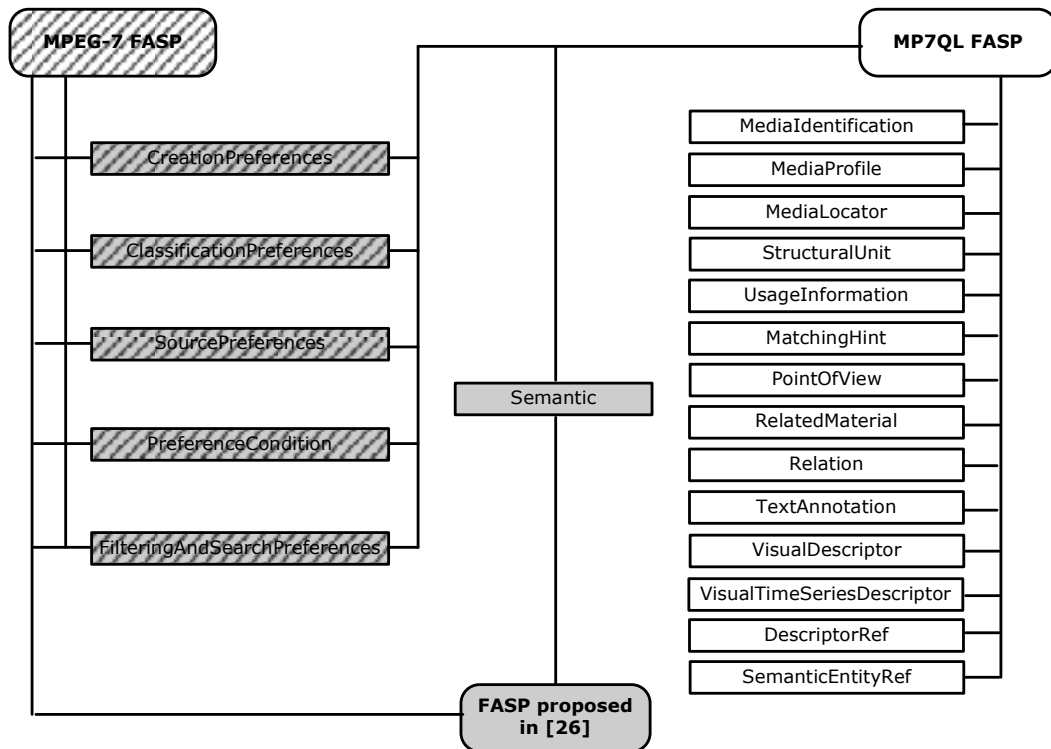 MPEG-7 FASP
MP7QL FASP
CreationPreferences
ClassificationPreferences
SourcePreferences
PreferenceCondition
FilteringAndSearchPreferences
Semantic
MediaIdentification
MediaProfile
MediaLocator
StructuralUnit
UsageInformation
MatchingHint
PointOfView
RelatedMaterial
Relation
TextAnnotation
VisualDescriptor
VisualTimeSeriesDescriptor
DescriptorRef
SemanticEntityRef
FASP proposed
in [26]